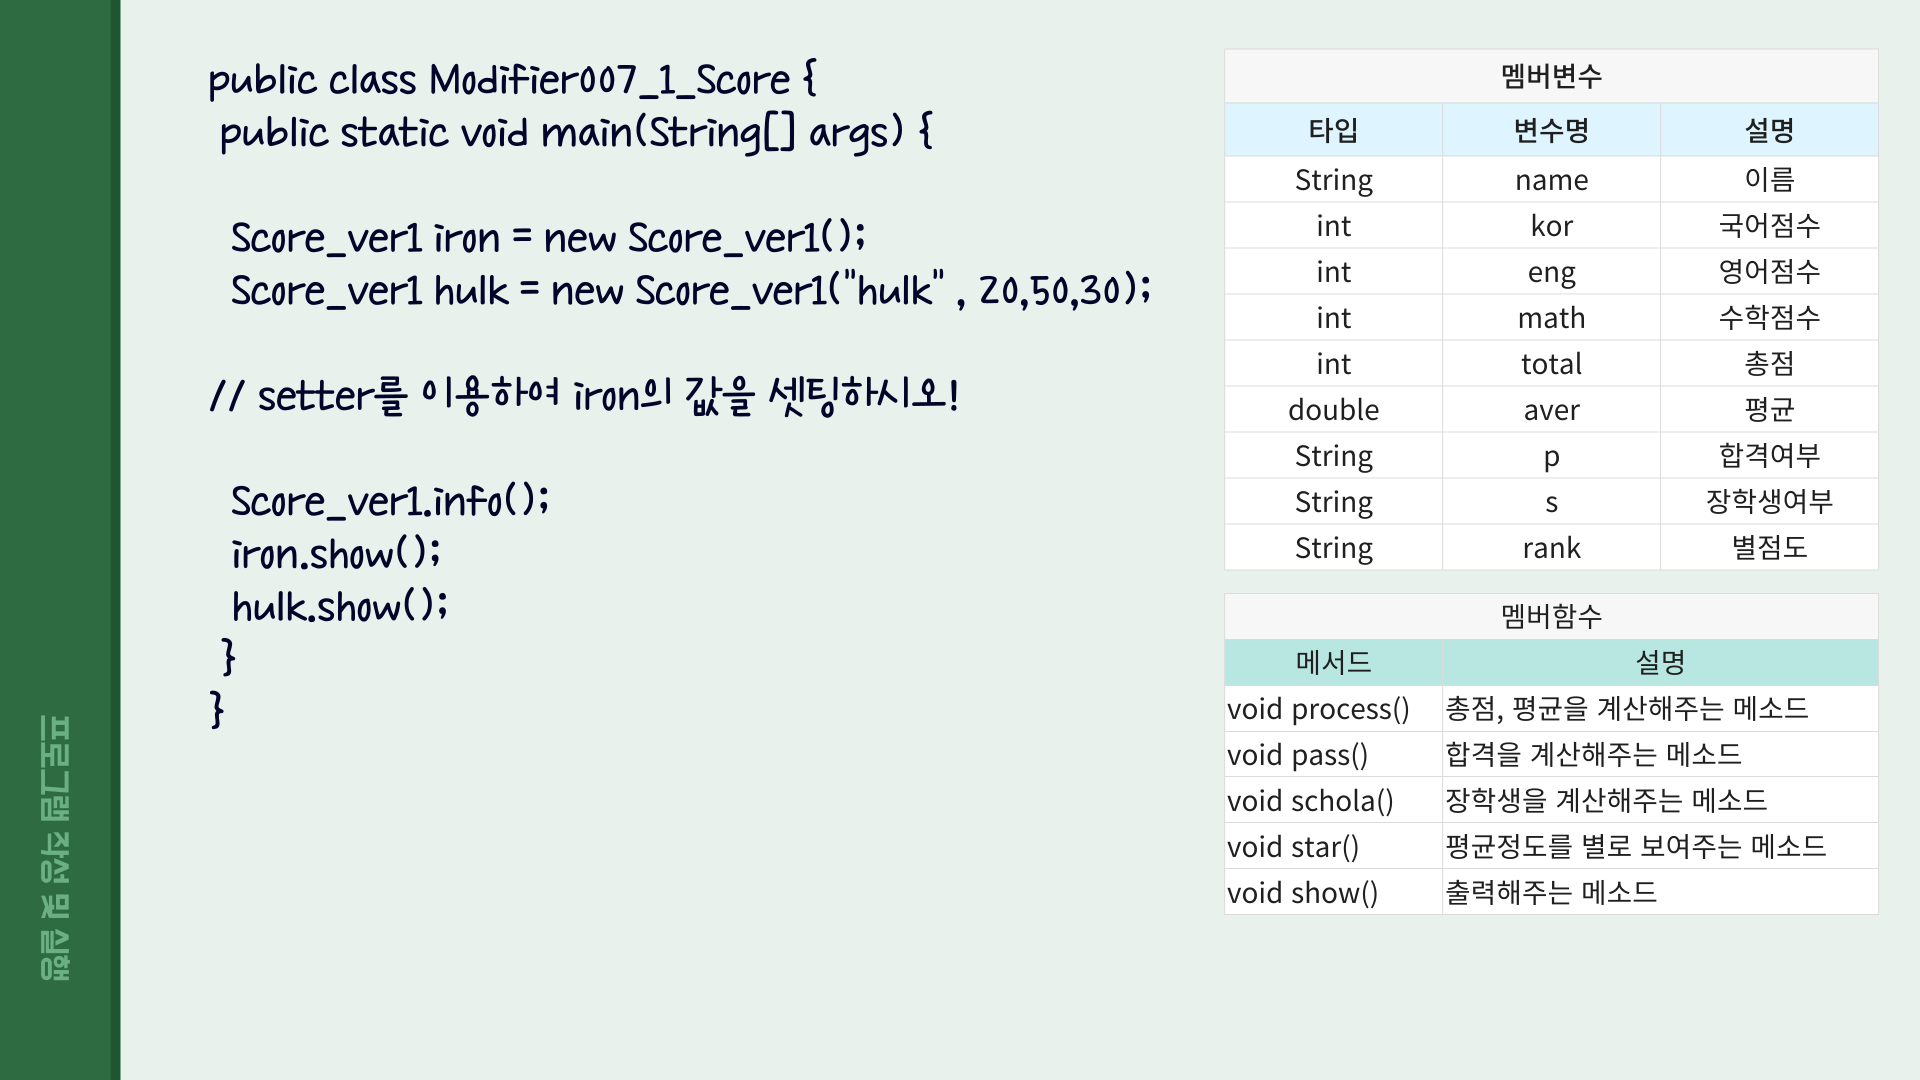 public class Modifier007_1_Score {
public static void main(String[] args) {
Score_ver1 iron = new Score_ver1();
Score_ver1 hulk = new Score_ver1("hulk" , 20,50,30);
// setter를 이용하여 iron의 값을 셋팅하시오!
Score_ver1.info();
iron.show();
hulk.show();
}
}
멤버변수
타입 변수명 설명
String name 이름
int kor 국어점수
int eng 영어점수
int math 수학점수
int total 총점
double aver 평균
String p 합격여부
String s 장학생여부
String rank 별점도
멤버함수
메서드 설명
void process() 총점, 평균을 계산해주는 메소드
void pass() 합격을 계산해주는 메소드
void schola() 장학생을 계산해주는 메소드
void star() 평균정도를 별로 보여주는 메소드
void show() 출력해주는 메소드
프로그램 작성 및 실행